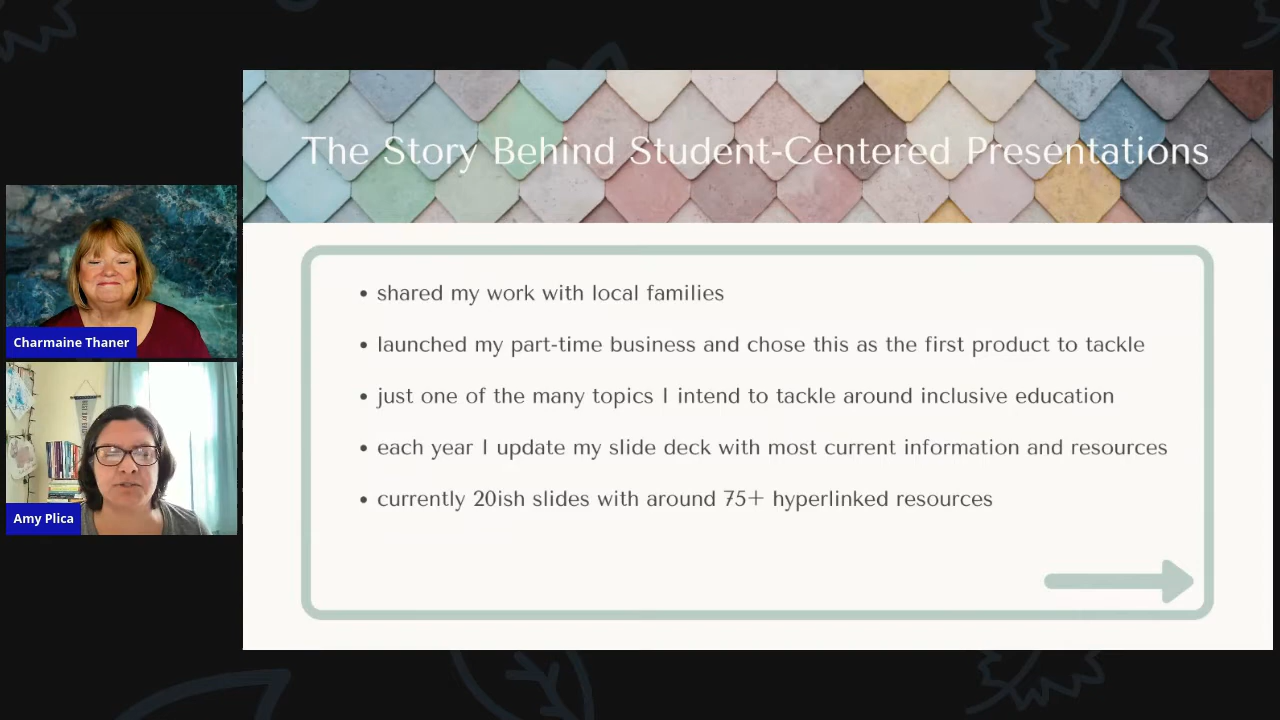 The Story Behind Student-Centered Presentations
Charmaine Thaner
Amy Plica
• shared my work with local families
• launched my part-time business and chose this as the first product to tackle
• just one of the many topics I intend to tackle around inclusive education
• each year I update my slide deck with most current information and resources
• currently 20ish slides with around 75+ hyperlinked resources